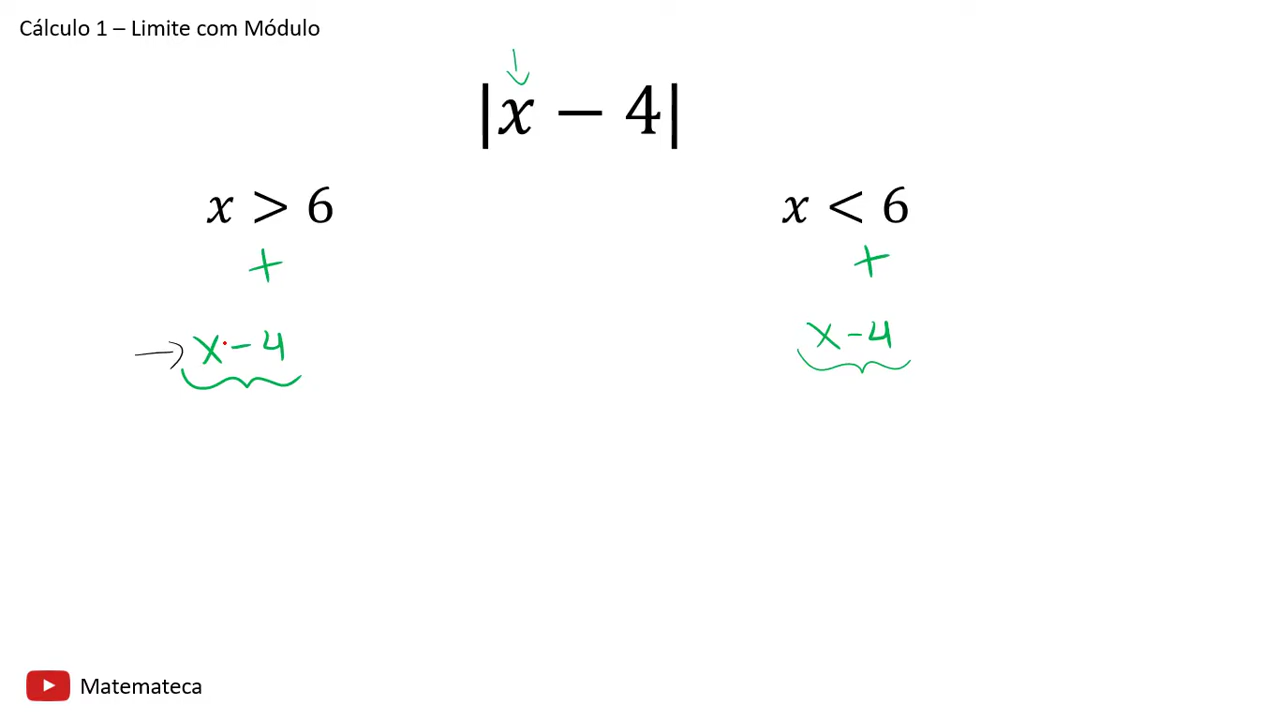 Cálculo 1 – Limite com Módulo
|x − 4|
x > 6
x < 6
+
+
x - 4
x - 4
Matemateca